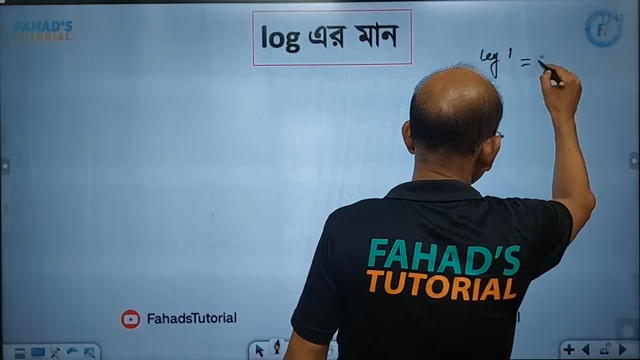 FAHAD'S
TUTORIAL
log এর মান
log 1 =
FAHAD'S
TUTORIAL
FahadsTutorial